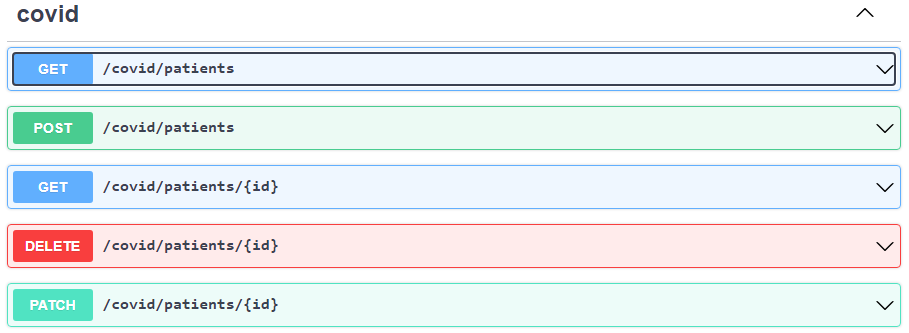 covid
GET /covid/patients
POST /covid/patients
GET /covid/patients/{id}
DELETE /covid/patients/{id}
PATCH /covid/patients/{id}